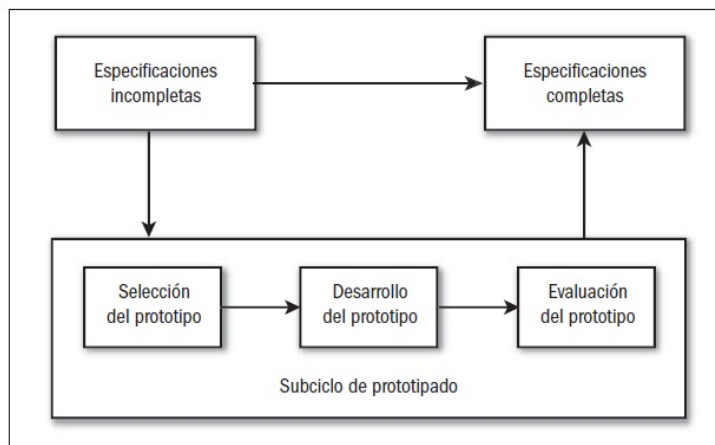 Especificaciones
incompletas
Especificaciones
completas
Selección
del prototipo
Desarrollo
del prototipo
Evaluación
del prototipo
Subciclo de prototipado